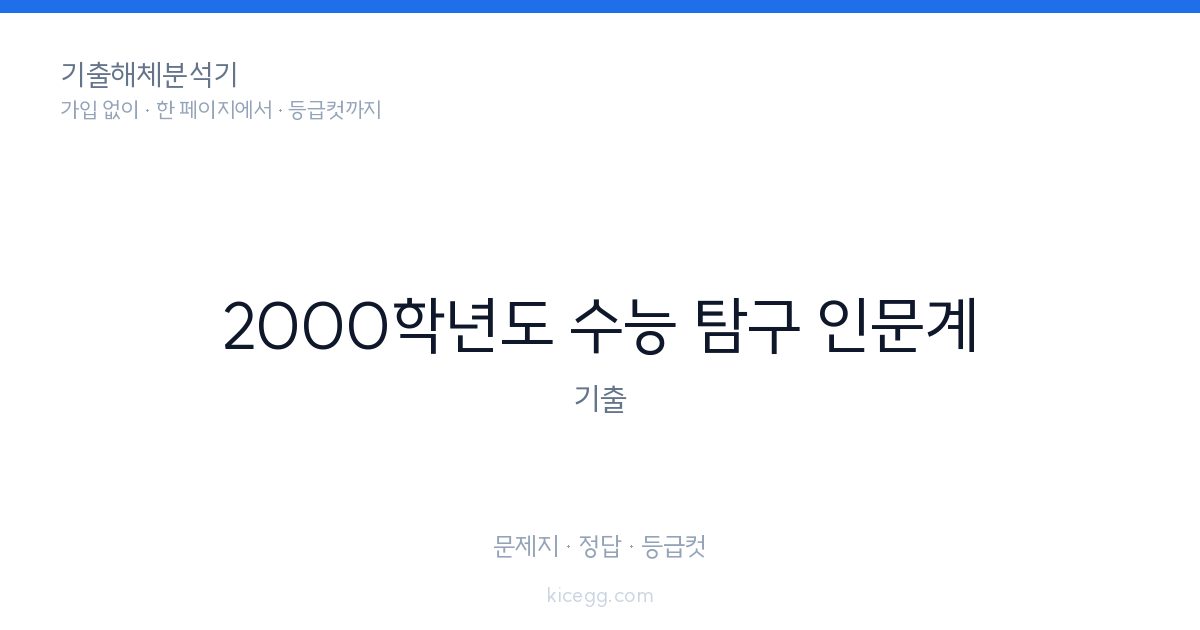 기출해체분석기
가입 없이 · 한 페이지에서 · 등급컷까지
2000학년도 수능 탐구 인문계
기출
문제지 · 정답 · 등급컷
kicegg.com